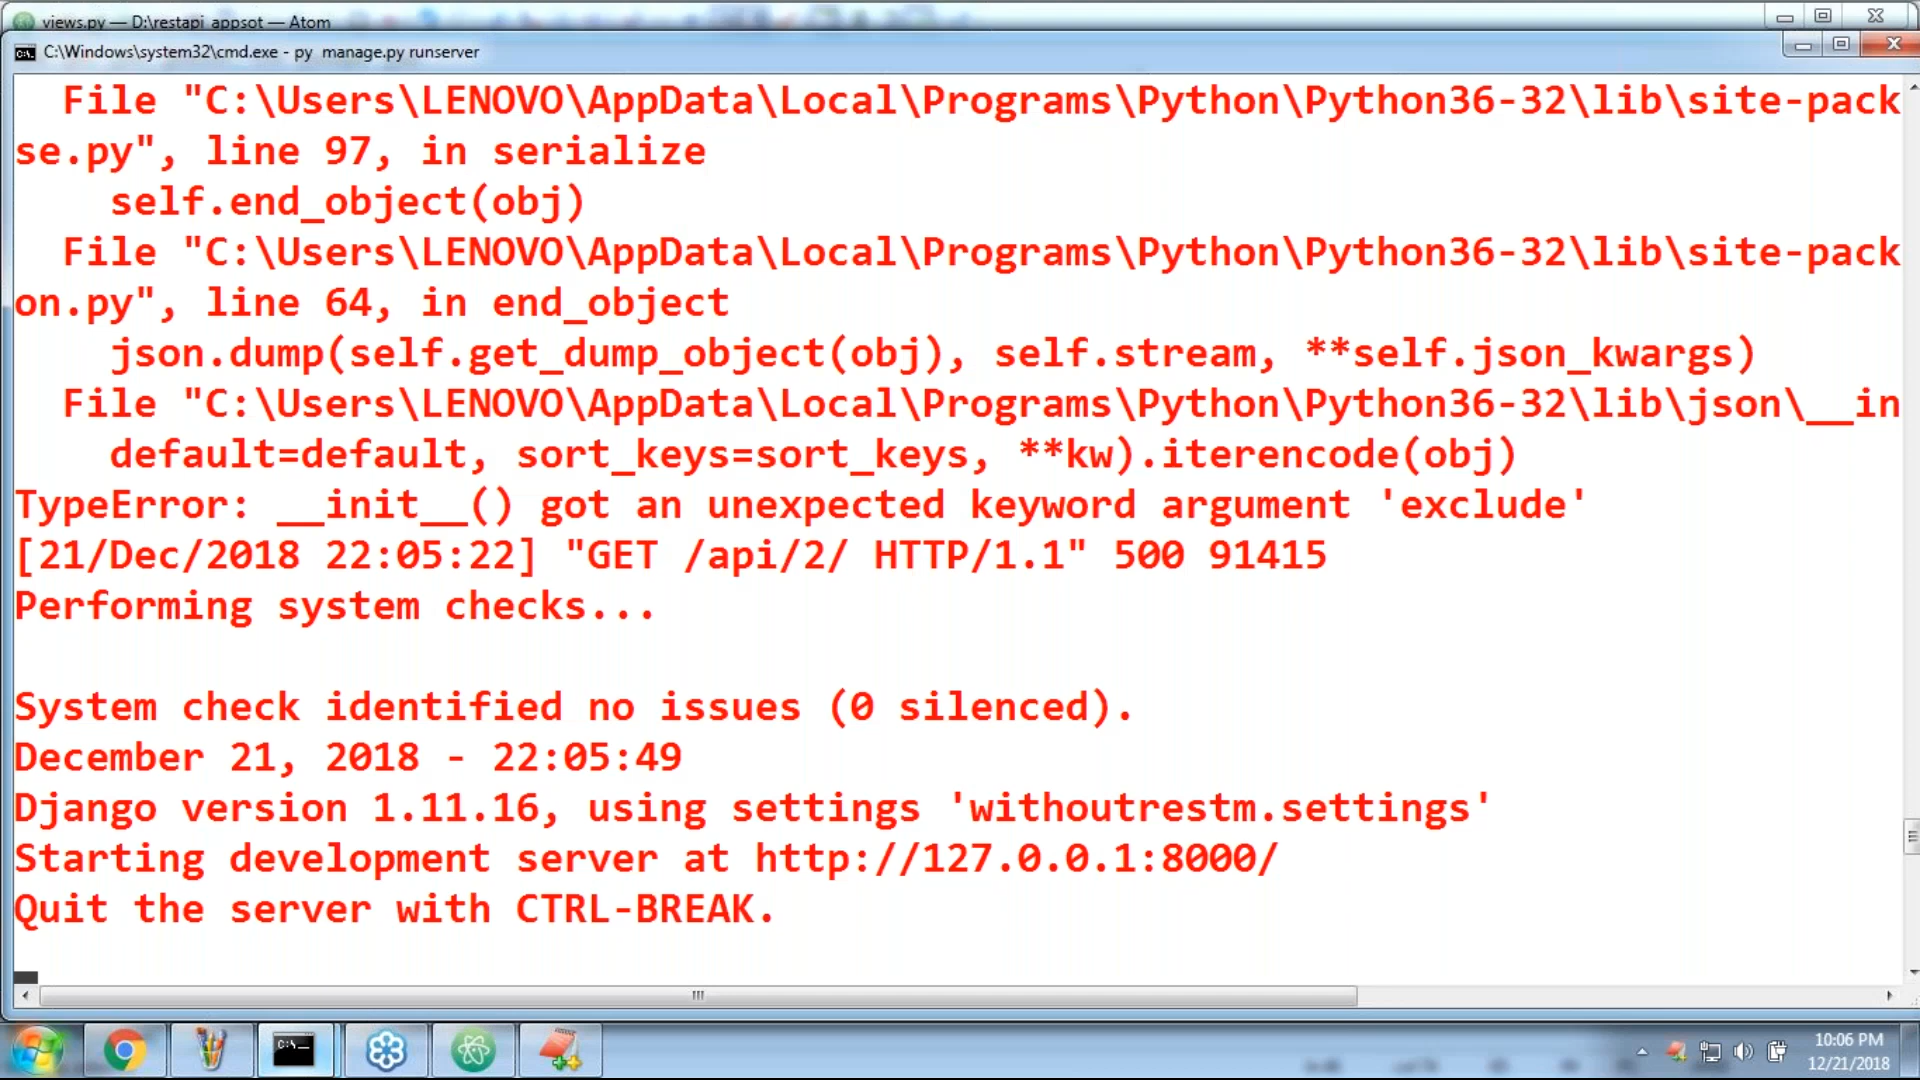 views.py — D:\restapi_appsot — Atom
C:\Windows\system32\cmd.exe - py manage.py runserver
  File "C:\Users\LENOVO\AppData\Local\Programs\Python\Python36-32\lib\site-pack
se.py", line 97, in serialize
    self.end_object(obj)
  File "C:\Users\LENOVO\AppData\Local\Programs\Python\Python36-32\lib\site-pack
on.py", line 64, in end_object
    json.dump(self.get_dump_object(obj), self.stream, **self.json_kwargs)
  File "C:\Users\LENOVO\AppData\Local\Programs\Python\Python36-32\lib\json\__in
    default=default, sort_keys=sort_keys, **kw).iterencode(obj)
TypeError: __init__() got an unexpected keyword argument 'exclude'
[21/Dec/2018 22:05:22] "GET /api/2/ HTTP/1.1" 500 91415
Performing system checks...
System check identified no issues (0 silenced).
December 21, 2018 - 22:05:49
Django version 1.11.16, using settings 'withoutrestm.settings'
Starting development server at http://127.0.0.1:8000/
Quit the server with CTRL-BREAK.
10:06 PM
12/21/2018